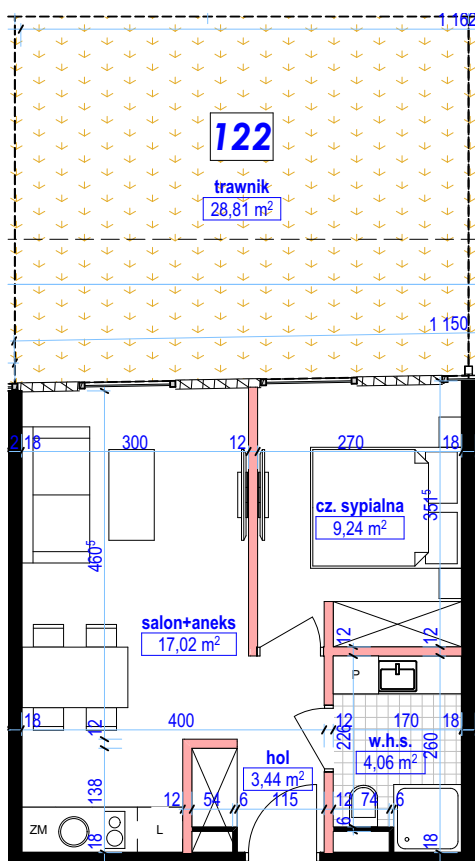 1 162
122
trawnik
28,81 m²
1 150
2 18 300 12 270 18
cz. sypialna
9,24 m²
351⁵
460⁵
salon+aneks
17,02 m²
12 12
P
18 400 12 170 18
12
226
w.h.s.
4,06 m²
260
hol
3,44 m²
138
12 54 6 115 12 74 6
6
ZM L
18 18